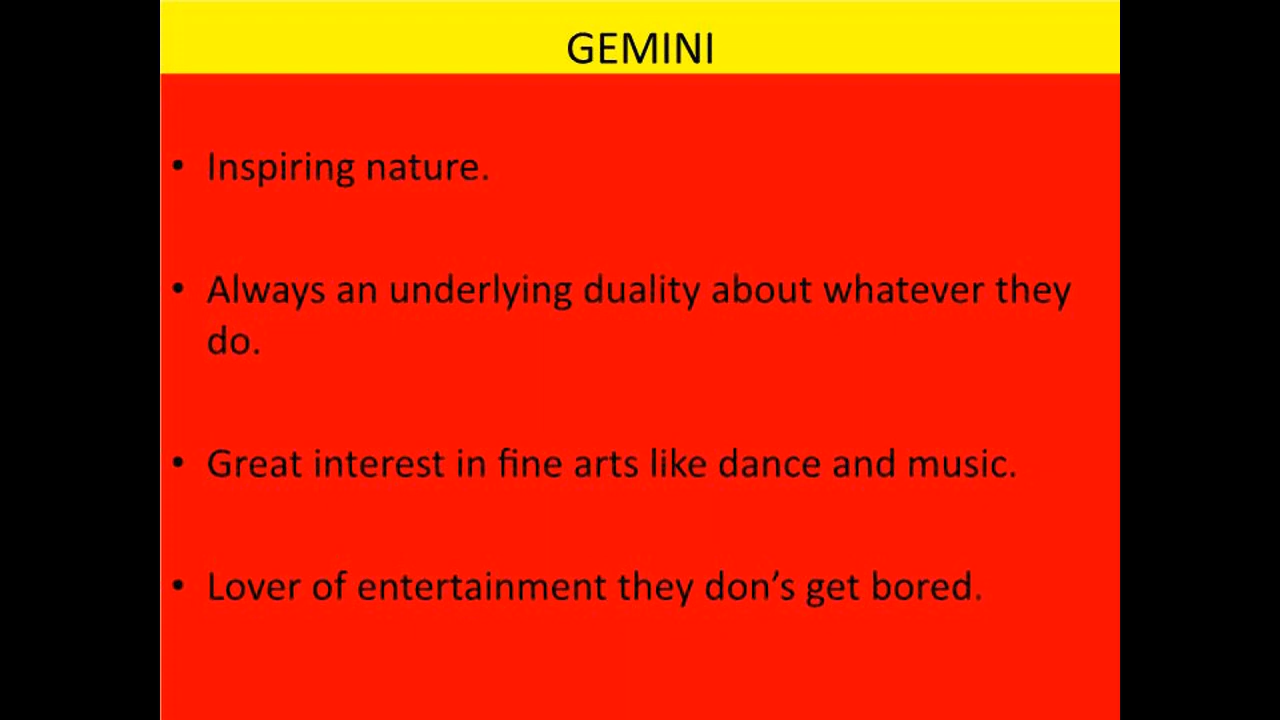 GEMINI
• Inspiring nature.
• Always an underlying duality about whatever they
do.
• Great interest in fine arts like dance and music.
• Lover of entertainment they don’s get bored.